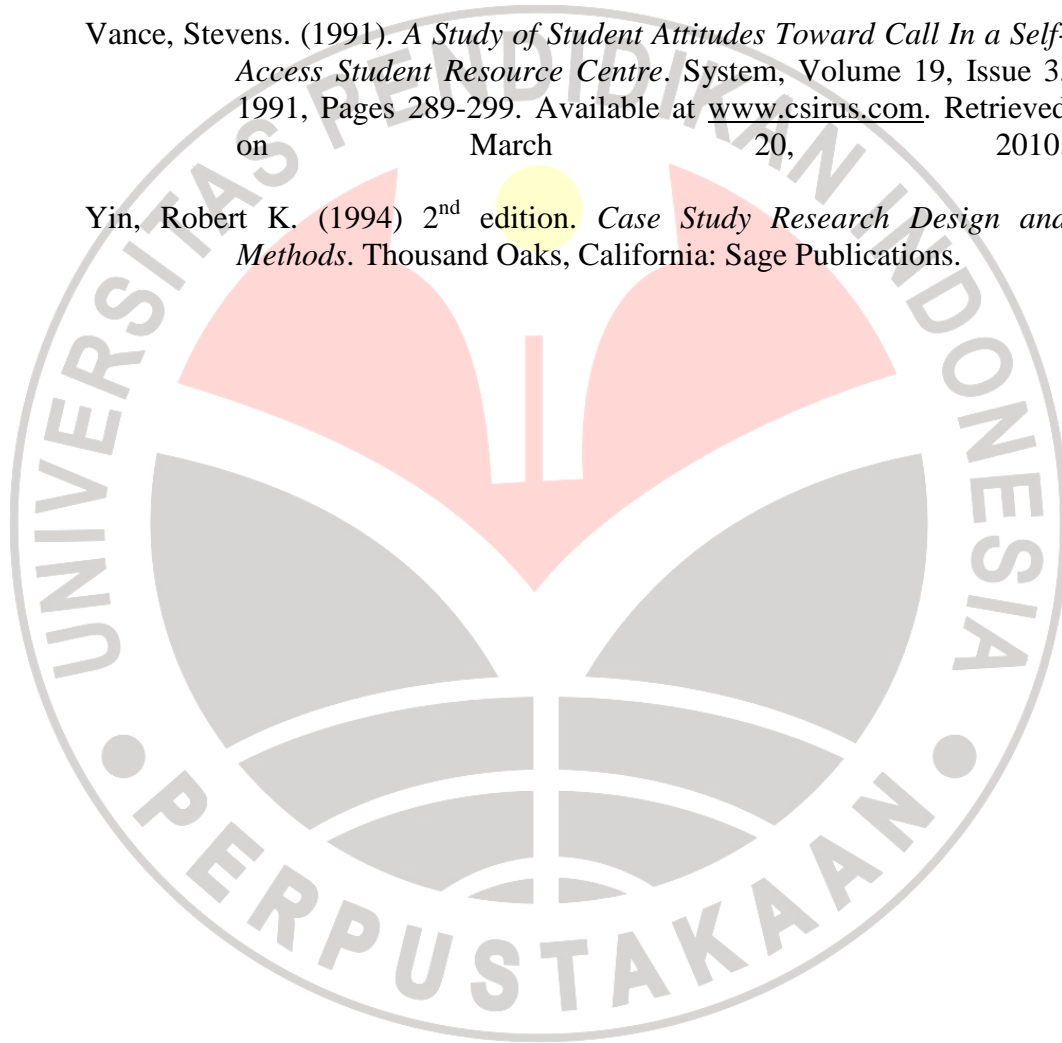 Vance, Stevens. (1991). A Study of Student Attitudes Toward Call In a Self-
Access Student Resource Centre. System, Volume 19, Issue 3,
1991, Pages 289-299. Available at www.csirus.com. Retrieved
on March 20, 2010.
Yin, Robert K. (1994) 2nd edition. Case Study Research Design and
Methods. Thousand Oaks, California: Sage Publications.
UNIVERSITAS PENDIDIKAN INDONESIA
PERPUSTAKAAN